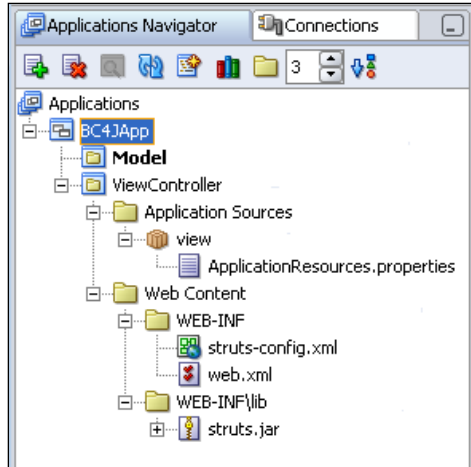 Applications Navigator
Connections
3
Applications
BC4JApp
Model
ViewController
Application Sources
view
ApplicationResources.properties
Web Content
WEB-INF
struts-config.xml
web.xml
WEB-INF\lib
struts.jar